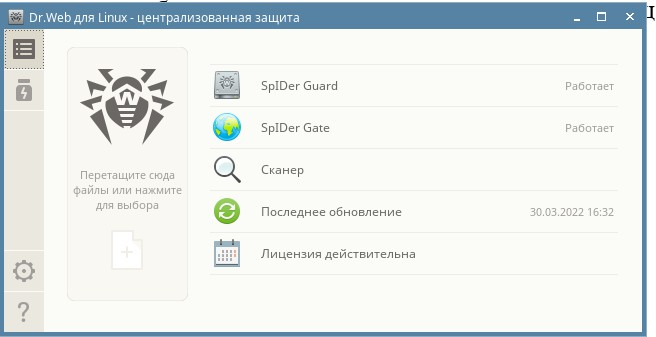 Dr.Web для Linux - централизованная защита
SpIDer Guard
Работает
SpIDer Gate
Работает
Перетащите сюда
файлы или нажмите
для выбора
Сканер
Последнее обновление
30.03.2022 16:32
Лицензия действительна
?